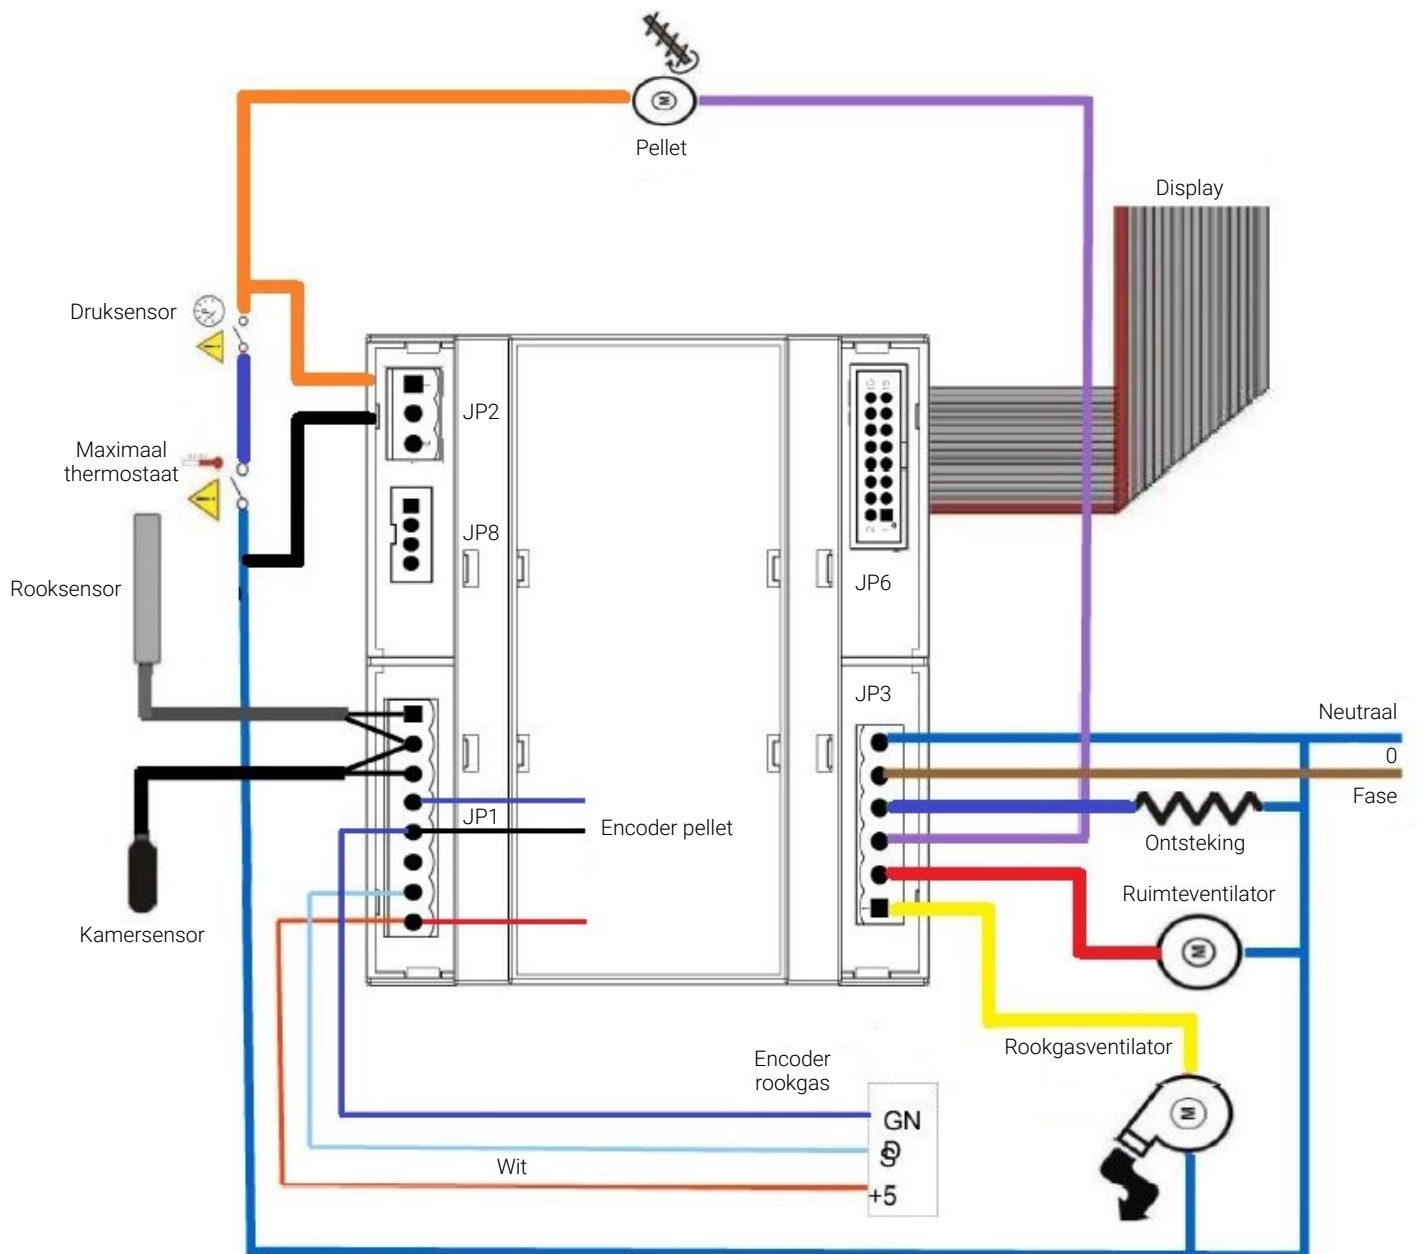 Pellet
Display
Druksensor
JP2
Maximaal
thermostaat
JP8
Rooksensor
JP6
JP3
Neutraal
0
Fase
JP1
Encoder pellet
Ontsteking
Ruimteventilator
Kamersensor
Rookgasventilator
Encoder
rookgas
GN
D
S
Wit
+5